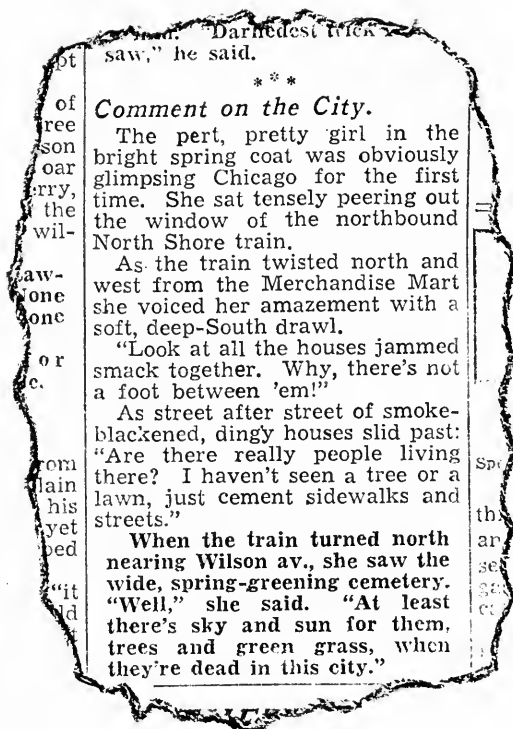 "Darnedest trick
saw," he said.
* * *
Comment on the City.
The pert, pretty girl in the
bright spring coat was obviously
glimpsing Chicago for the first
time. She sat tensely peering out
the window of the northbound
North Shore train.
As the train twisted north and
west from the Merchandise Mart
she voiced her amazement with a
soft, deep-South drawl.
"Look at all the houses jammed
smack together. Why, there's not
a foot between 'em!"
As street after street of smoke-
blackened, dingy houses slid past:
"Are there really people living
there? I haven't seen a tree or a
lawn, just cement sidewalks and
streets."
When the train turned north
nearing Wilson av., she saw the
wide, spring-greening cemetery.
"Well," she said. "At least
there's sky and sun for them,
trees and green grass, when
they're dead in this city."